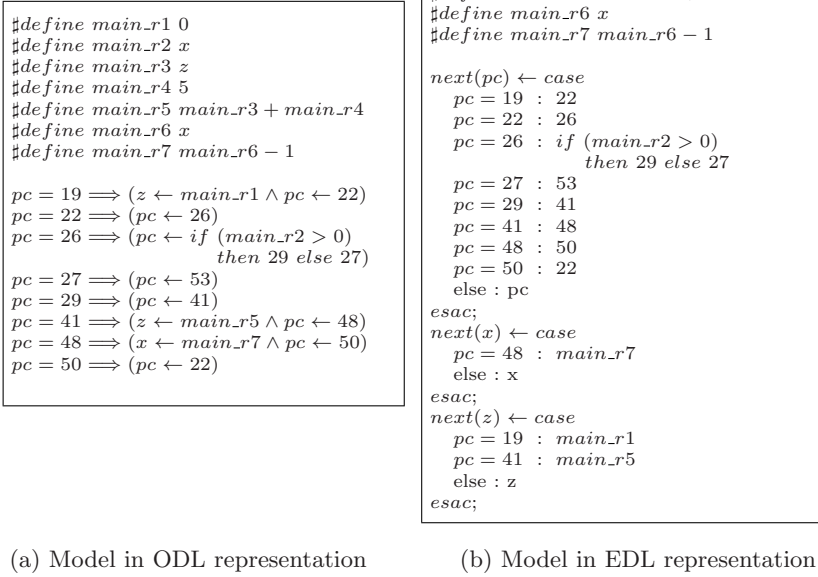 ♯define main_r1 0
♯define main_r2 x
♯define main_r3 z
♯define main_r4 5
♯define main_r5 main_r3 + main_r4
♯define main_r6 x
♯define main_r7 main_r6 − 1
pc = 19 ⟹ (z ← main_r1 ∧ pc ← 22)
pc = 22 ⟹ (pc ← 26)
pc = 26 ⟹ (pc ← if (main_r2 > 0)
then 29 else 27)
pc = 27 ⟹ (pc ← 53)
pc = 29 ⟹ (pc ← 41)
pc = 41 ⟹ (z ← main_r5 ∧ pc ← 48)
pc = 48 ⟹ (x ← main_r7 ∧ pc ← 50)
pc = 50 ⟹ (pc ← 22)
(a) Model in ODL representation
♯define main_r6 x
♯define main_r7 main_r6 − 1
next(pc) ← case
pc = 19 : 22
pc = 22 : 26
pc = 26 : if (main_r2 > 0)
then 29 else 27
pc = 27 : 53
pc = 29 : 41
pc = 41 : 48
pc = 48 : 50
pc = 50 : 22
else : pc
esac;
next(x) ← case
pc = 48 : main_r7
else : x
esac;
next(z) ← case
pc = 19 : main_r1
pc = 41 : main_r5
else : z
esac;
(b) Model in EDL representation